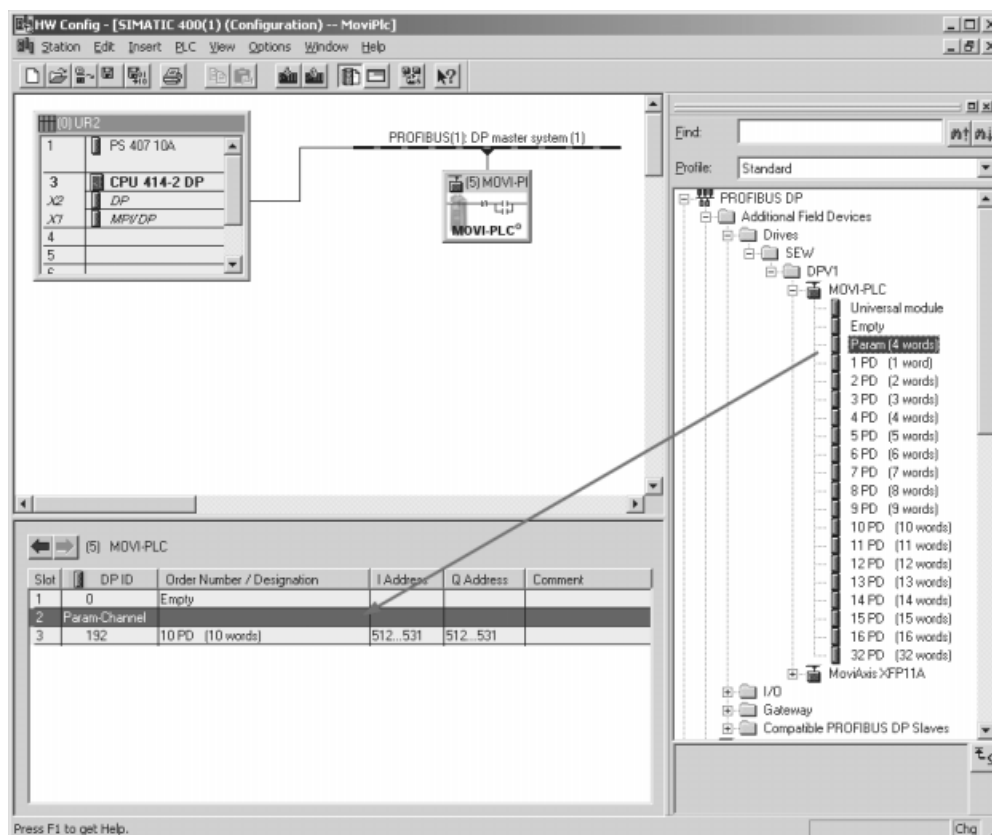 HW Config - [SIMATIC 400(1) (Configuration) -- MoviPlc]
Station Edit Insert PLC View Options Window Help
(0) UR2
1 PS 407 10A
3 CPU 414-2 DP
X2 DP
X1 MPI/DP
4
5
6
PROFIBUS(1): DP master system (1)
(5) MOVI-Pl
MOVI-PLC®
Find:
Profile: Standard
PROFIBUS DP
Additional Field Devices
Drives
SEW
DPV1
MOVI-PLC
Universal module
Empty
Param (4 words)
1 PD (1 word)
2 PD (2 words)
3 PD (3 words)
4 PD (4 words)
5 PD (5 words)
6 PD (6 words)
7 PD (7 words)
8 PD (8 words)
9 PD (9 words)
10 PD (10 words)
11 PD (11 words)
12 PD (12 words)
13 PD (13 words)
14 PD (14 words)
15 PD (15 words)
16 PD (16 words)
32 PD (32 words)
MoviAxis XFP11A
I/O
Gateway
Compatible PROFIBUS DP Slaves
(5) MOVI-PLC
Slot DP ID Order Number / Designation I Address Q Address Comment
1 0 Empty
2 Param-Channel
3 192 10 PD (10 words) 512...531 512...531
Press F1 to get Help.
Chg